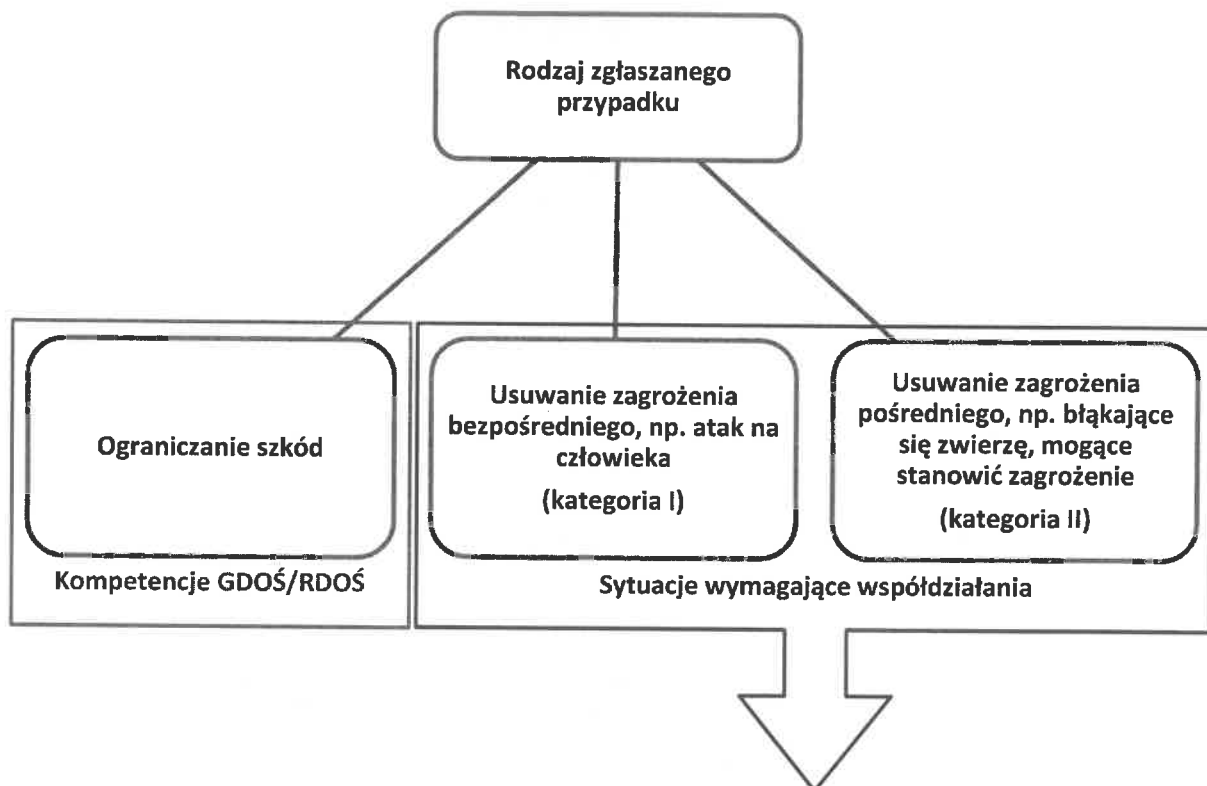 Rodzaj zgłaszanego
przypadku
Ograniczanie szkód
Kompetencje GDOŚ/RDOŚ
Usuwanie zagrożenia
bezpośredniego, np. atak na
człowieka
(kategoria I)
Usuwanie zagrożenia
pośredniego, np. błąkające
się zwierzę, mogące
stanowić zagrożenie
(kategoria II)
Sytuacje wymagające współdziałania